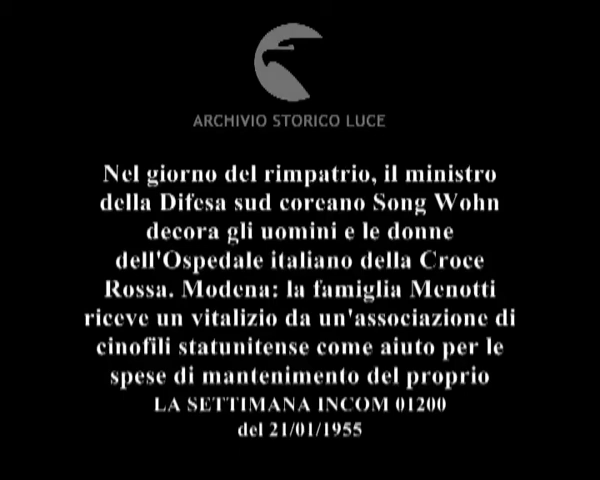 ARCHIVIO STORICO LUCE
Nel giorno del rimpatrio, il ministro
della Difesa sud coreano Song Wohn
decora gli uomini e le donne
dell'Ospedale italiano della Croce
Rossa. Modena: la famiglia Menotti
riceve un vitalizio da un'associazione di
cinofili statunitense come aiuto per le
spese di mantenimento del proprio
LA SETTIMANA INCOM 01200
del 21/01/1955